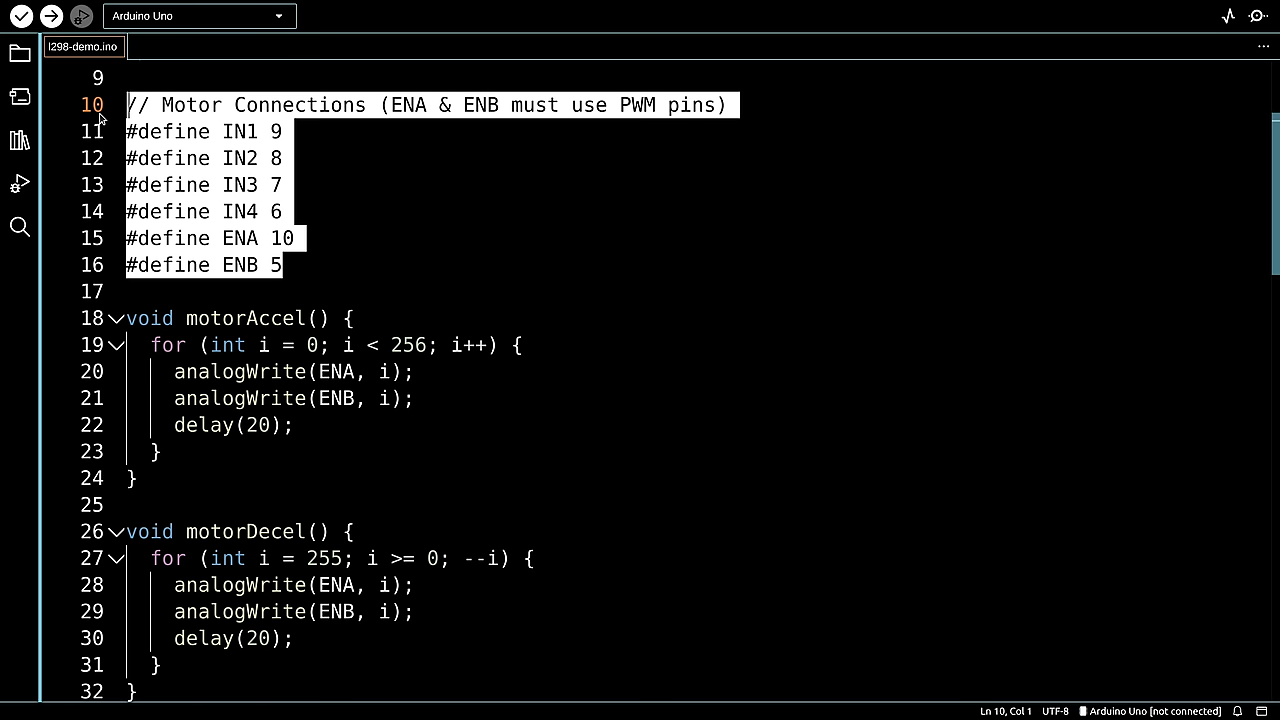 Arduino Uno
l298-demo.ino
9
10 // Motor Connections (ENA & ENB must use PWM pins)
11 #define IN1 9
12 #define IN2 8
13 #define IN3 7
14 #define IN4 6
15 #define ENA 10
16 #define ENB 5
17
18 void motorAccel() {
19 for (int i = 0; i < 256; i++) {
20 analogWrite(ENA, i);
21 analogWrite(ENB, i);
22 delay(20);
23 }
24 }
25
26 void motorDecel() {
27 for (int i = 255; i >= 0; --i) {
28 analogWrite(ENA, i);
29 analogWrite(ENB, i);
30 delay(20);
31 }
32 }
Ln 10, Col 1 UTF-8 Arduino Uno [not connected]